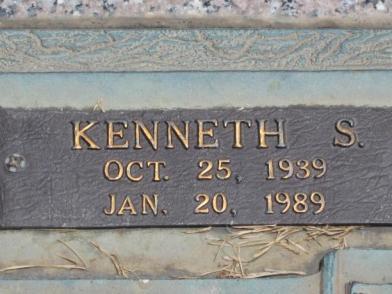 KENNETH S.
OCT. 25, 1939
JAN. 20, 1989